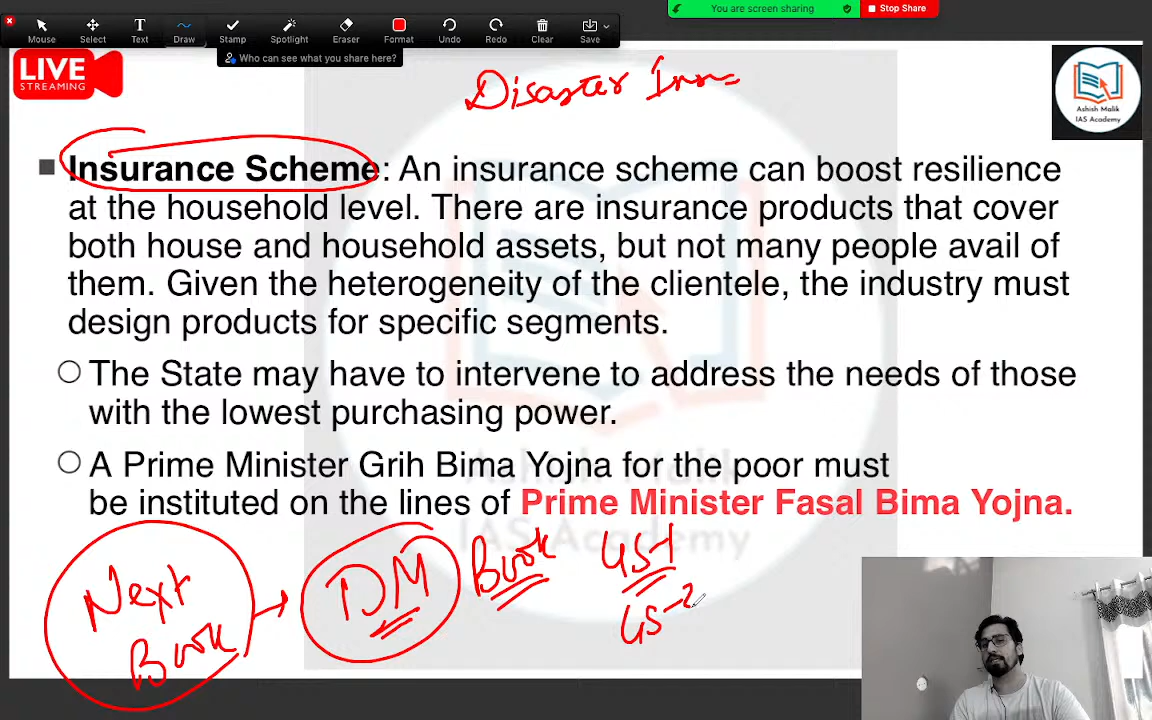 You are screen sharing
Stop Share
Mouse Select Text Draw Stamp Spotlight Eraser Format Undo Redo Clear Save
Who can see what you share here?
LIVE
STREAMING
Disaster
Ashish Malik
IAS Academy
Insurance Scheme: An insurance scheme can boost resilience
at the household level. There are insurance products that cover
both house and household assets, but not many people avail of
them. Given the heterogeneity of the clientele, the industry must
design products for specific segments.
The State may have to intervene to address the needs of those
with the lowest purchasing power.
A Prime Minister Grih Bima Yojna for the poor must
be instituted on the lines of Prime Minister Fasal Bima Yojna.
IAS Academy
Next
Book
DM
Book
GS-1
GS-2